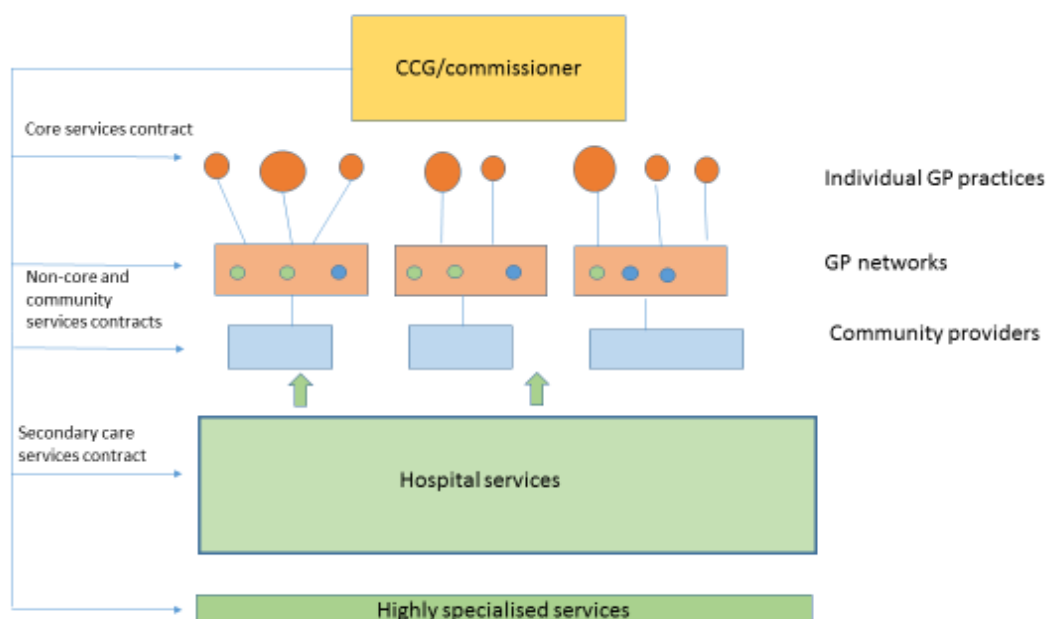 CCG/commissioner
Core services contract
Individual GP practices
GP networks
Non-core and
community
services contracts
Community providers
Secondary care
services contract
Hospital services
Highly specialised services